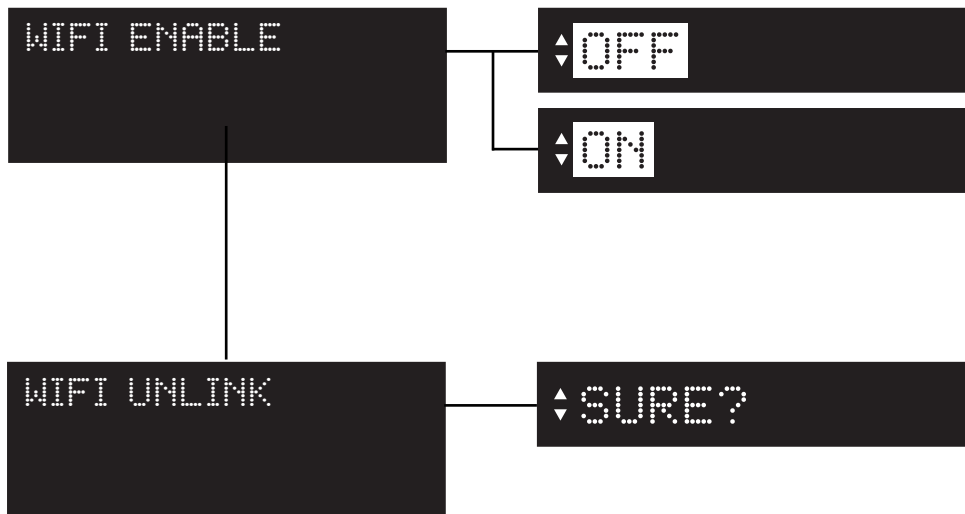 WIFI ENABLE
OFF
ON
WIFI UNLINK
SURE?